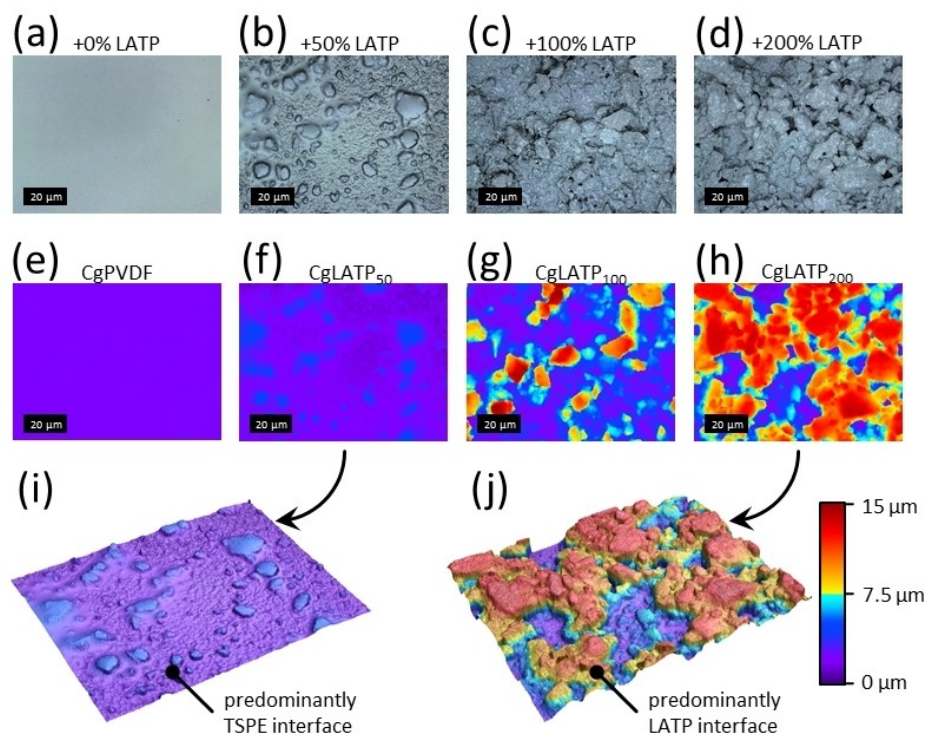 (a) +0% LATP
(b) +50% LATP
(c) +100% LATP
(d) +200% LATP
20 µm
20 µm
20 µm
20 µm
(e) CgPVDF
(f) CgLATP₅₀
(g) CgLATP₁₀₀
(h) CgLATP₂₀₀
20 µm
20 µm
20 µm
20 µm
(i)
(j)
15 µm
7.5 µm
0 µm
predominantly
TSPE interface
predominantly
LATP interface